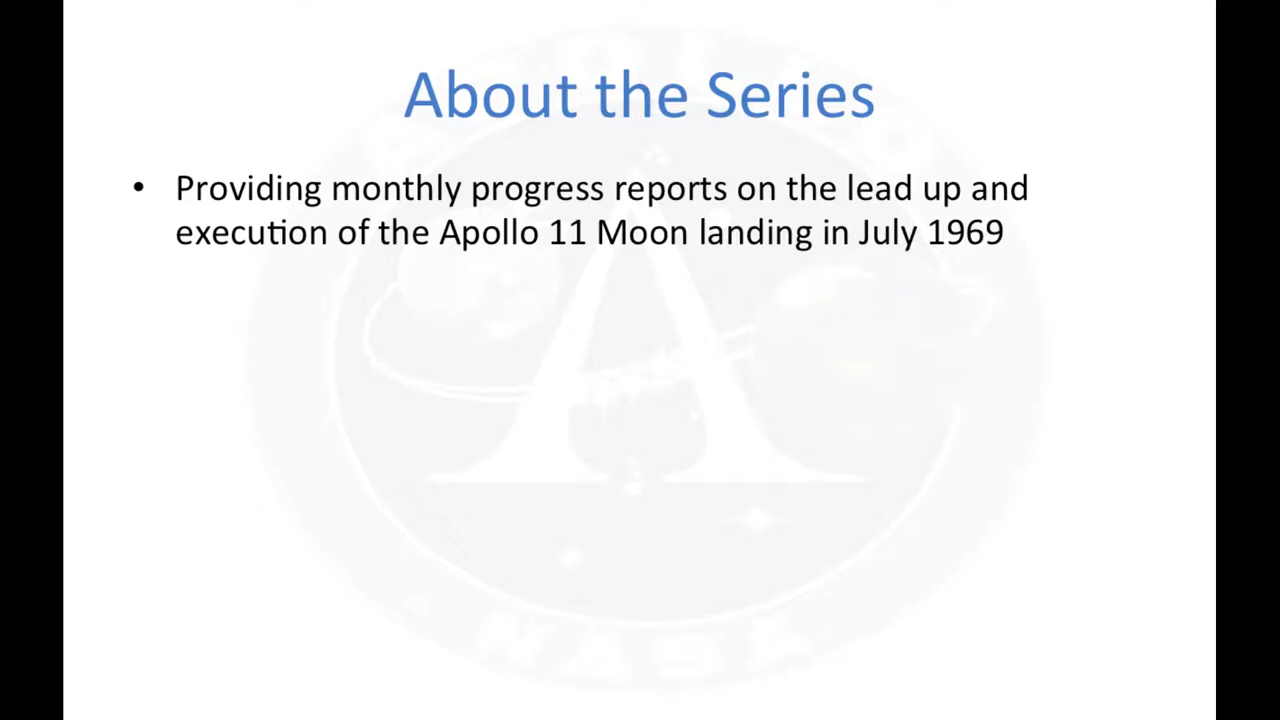 About the Series
• Providing monthly progress reports on the lead up and
execution of the Apollo 11 Moon landing in July 1969
NASA